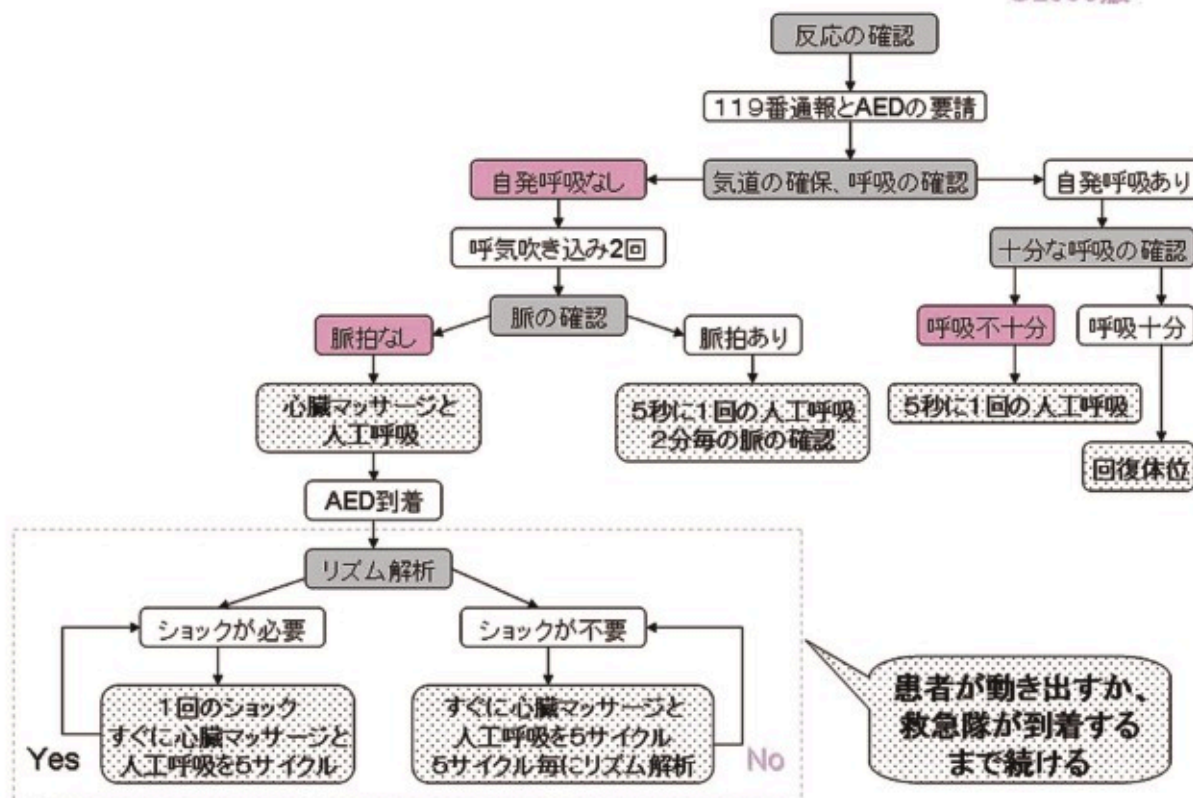 反応の確認
119番通報とAEDの要請
自発呼吸なし
気道の確保、呼吸の確認
自発呼吸あり
呼気吹き込み2回
十分な呼吸の確認
脈の確認
脈拍なし
脈拍あり
呼吸不十分
呼吸十分
心臓マッサージと
人工呼吸
5秒に1回の人工呼吸
2分毎の脈の確認
5秒に1回の人工呼吸
回復体位
AED到着
リズム解析
ショックが必要
ショックが不要
1回のショック
すぐに心臓マッサージと
人工呼吸を5サイクル
すぐに心臓マッサージと
人工呼吸を5サイクル
5サイクル毎にリズム解析
Yes
No
患者が動き出すか、
救急隊が到着する
まで続ける